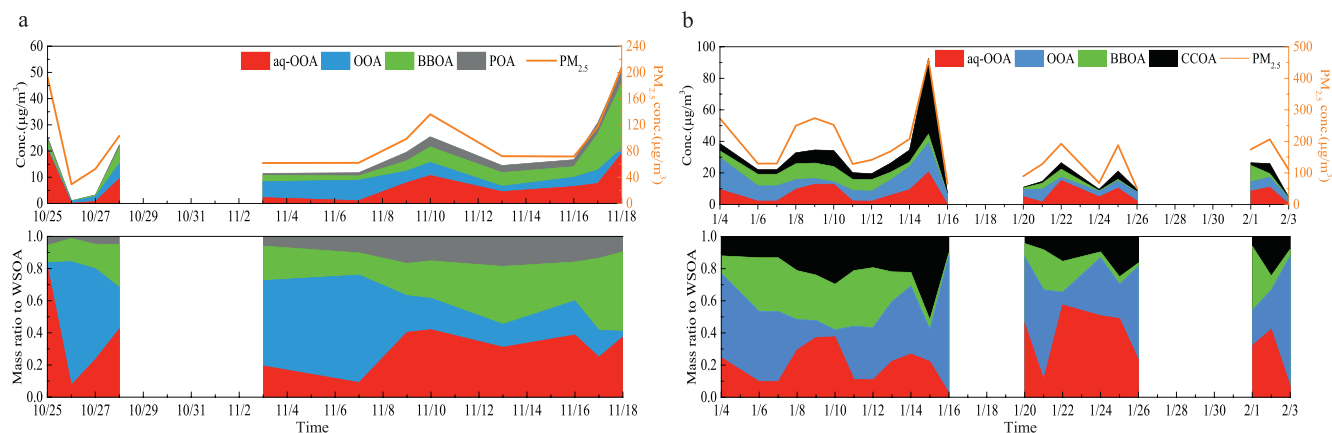 a
60
50
40
30
20
10
0
Conc.(μg/m³)
aq-OOA OOA BBOA POA PM2.5
240
200
160
120
80
40
0
PM2.5 conc.(μg/m³)
10/25 10/27 10/29 10/31 11/2 11/4 11/6 11/8 11/10 11/12 11/14 11/16 11/18
1.0
0.8
0.6
0.4
0.2
0.0
Mass ratio to WSOA
10/25 10/27 10/29 10/31 11/2 11/4 11/6 11/8 11/10 11/12 11/14 11/16 11/18
Time
b
100
80
60
40
20
0
Conc.(μg/m³)
aq-OOA OOA BBOA CCOA PM2.5
500
400
300
200
100
0
PM2.5 conc.(μg/m³)
1/4 1/6 1/8 1/10 1/12 1/14 1/16 1/18 1/20 1/22 1/24 1/26 1/28 1/30 2/1 2/3
1.0
0.8
0.6
0.4
0.2
0.0
Mass ratio to WSOA
1/4 1/6 1/8 1/10 1/12 1/14 1/16 1/18 1/20 1/22 1/24 1/26 1/28 1/30 2/1 2/3
Time